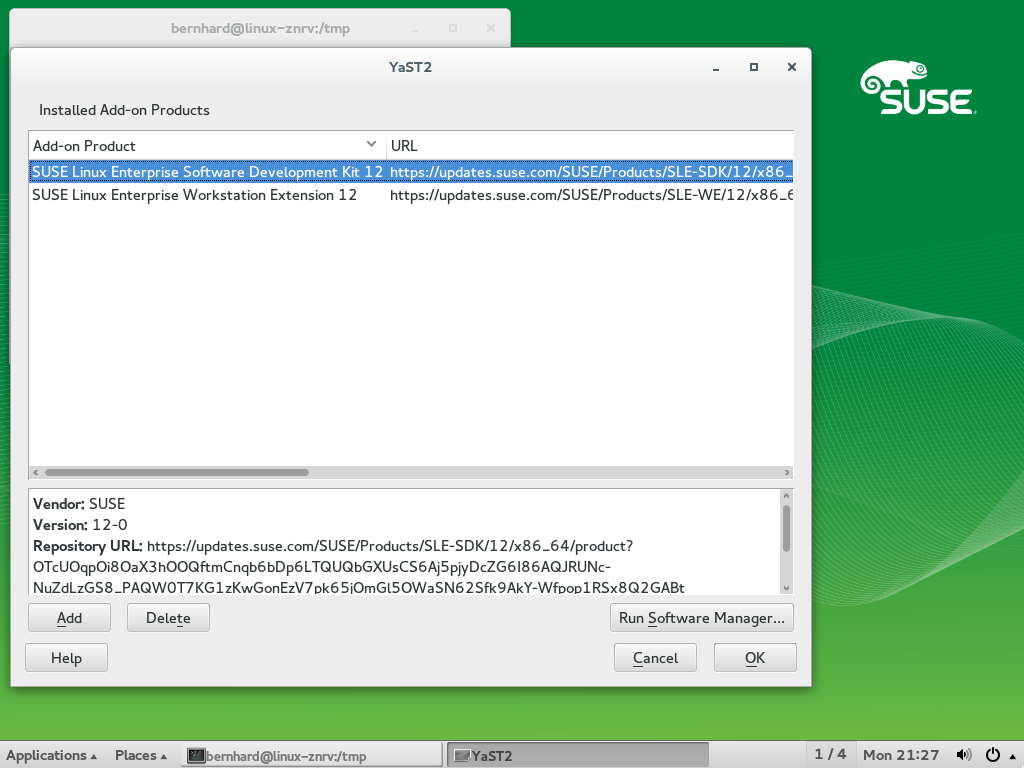 bernhard@linux-znrv:/tmp
YaST2
SUSE
Installed Add-on Products
Add-on Product URL
SUSE Linux Enterprise Software Development Kit 12 https://updates.suse.com/SUSE/Products/SLE-SDK/12/x86_
SUSE Linux Enterprise Workstation Extension 12 https://updates.suse.com/SUSE/Products/SLE-WE/12/x86_6
Vendor: SUSE
Version: 12-0
Repository URL: https://updates.suse.com/SUSE/Products/SLE-SDK/12/x86_64/product?
OTcUOqpOi8OaX3hOOQftmCnqb6bDp6LTQUQbGXUsCS6Aj5pjyDcZG6I86AQJRUNc-
NuZdLzGS8_PAQW0T7KG1zKwGonEzV7pk65jOmGl5OWaSN62Sfk9AkY-Wfpop1RSx8Q2GABt
Add Delete Run Software Manager...
Help Cancel OK
Applications Places bernhard@linux-znrv:/tmp YaST2 1 / 4 Mon 21:27